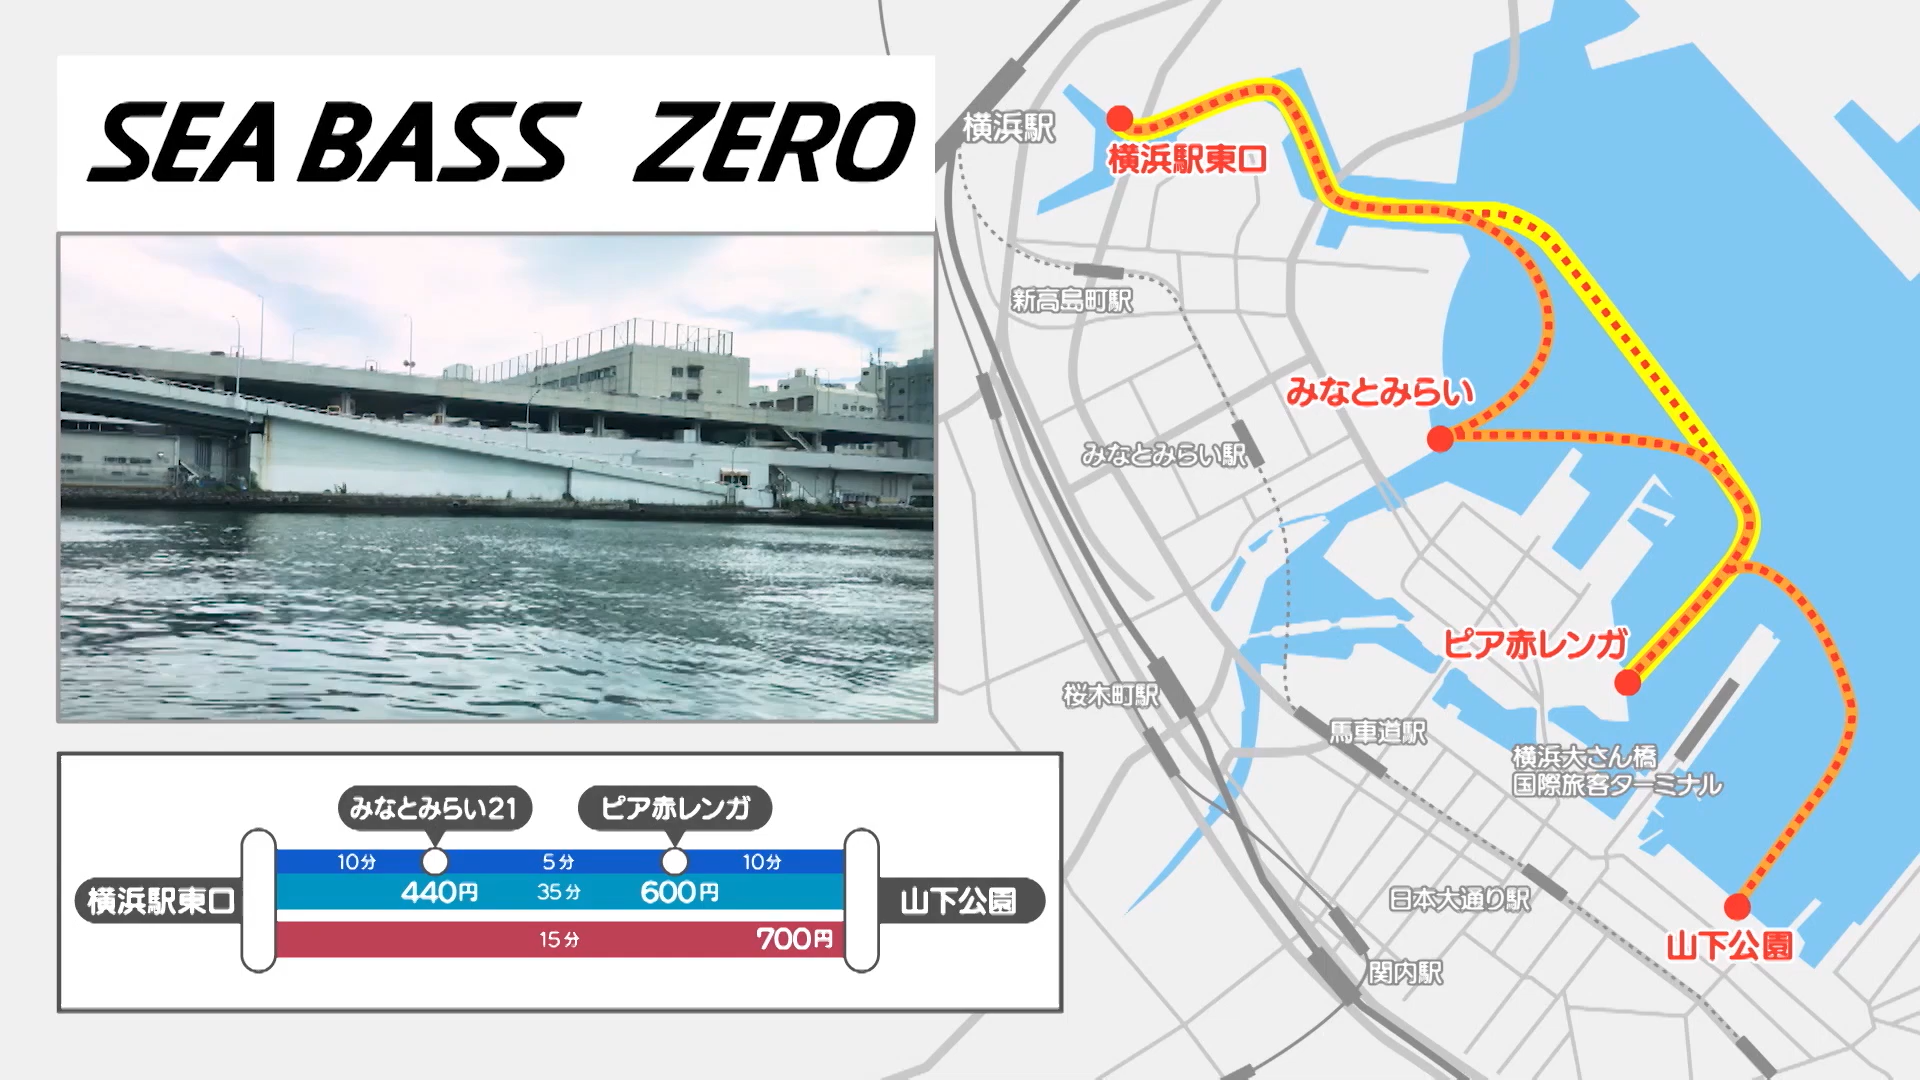 SEA BASS ZERO
横浜駅
横浜駅東口
新高島町駅
みなとみらい
みなとみらい駅
ピア赤レンガ
桜木町駅
馬車道駅
横浜大さん橋
国際旅客ターミナル
日本大通り駅
山下公園
関内駅
みなとみらい21
ピア赤レンガ
10分 5分 10分
横浜駅東口 440円 35分 600円 山下公園
15分 700円